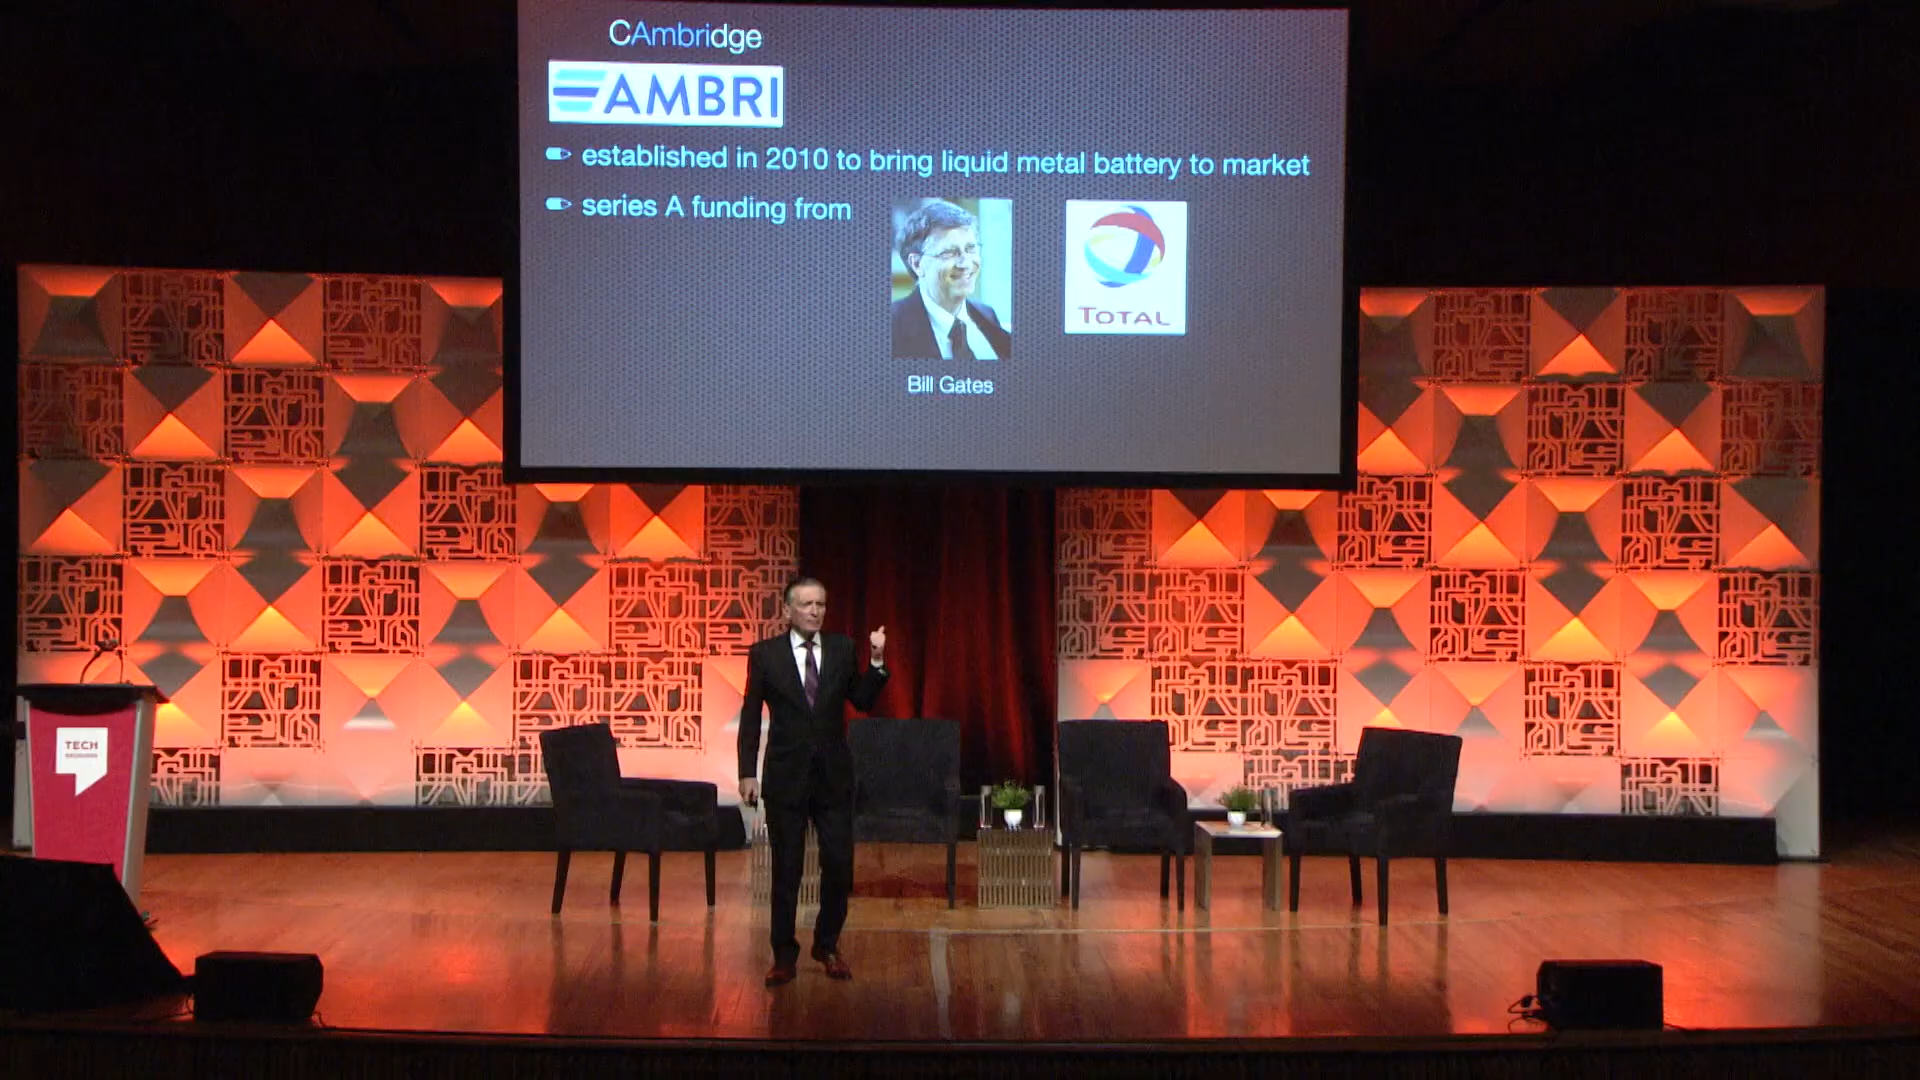 CAmbridge
AMBRI
established in 2010 to bring liquid metal battery to market
series A funding from
TOTAL
Bill Gates
TECH